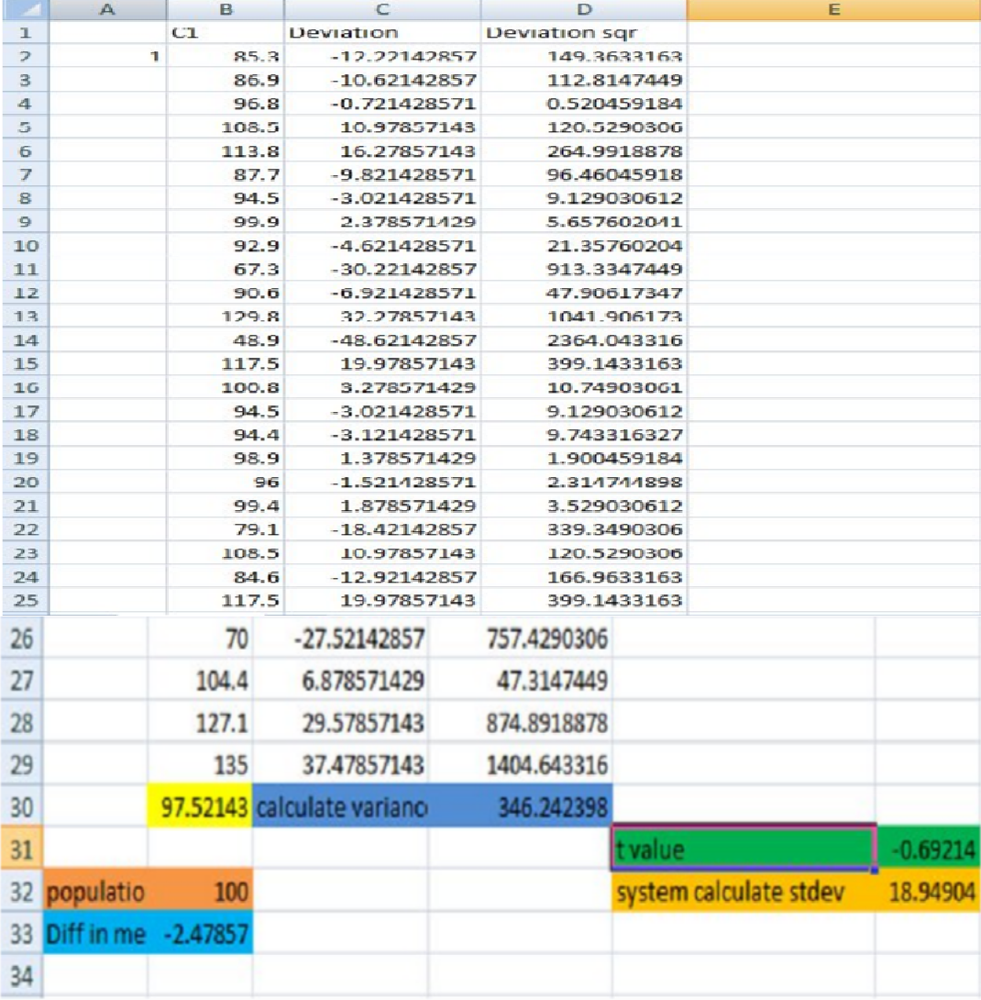 A B C D E
1 C1 Deviation Deviation sqr
2 1 85.3 -12.22142857 149.3633163
3 86.9 -10.62142857 112.8147449
4 96.8 -0.721428571 0.520459184
5 108.5 10.97857143 120.5290306
6 113.8 16.27857143 264.9918878
7 87.7 -9.821428571 96.46045918
8 94.5 -3.021428571 9.129030612
9 99.9 2.378571429 5.657602041
10 92.9 -4.621428571 21.35760204
11 67.3 -30.22142857 913.3347449
12 90.6 -6.921428571 47.90617347
13 129.8 32.27857143 1041.906173
14 48.9 -48.62142857 2364.043316
15 117.5 19.97857143 399.1433163
16 100.8 3.278571429 10.74903061
17 94.5 -3.021428571 9.129030612
18 94.4 -3.121428571 9.743316327
19 98.9 1.378571429 1.900459184
20 96 -1.521428571 2.314744898
21 99.4 1.878571429 3.529030612
22 79.1 -18.42142857 339.3490306
23 108.5 10.97857143 120.5290306
24 84.6 -12.92142857 166.9633163
25 117.5 19.97857143 399.1433163
26 70 -27.52142857 757.4290306
27 104.4 6.878571429 47.3147449
28 127.1 29.57857143 874.8918878
29 135 37.47857143 1404.643316
30 97.52143 calculate varianc 346.242398
31 t value -0.69214
32 populatio 100 system calculate stdev 18.94904
33 Diff in me -2.47857
34